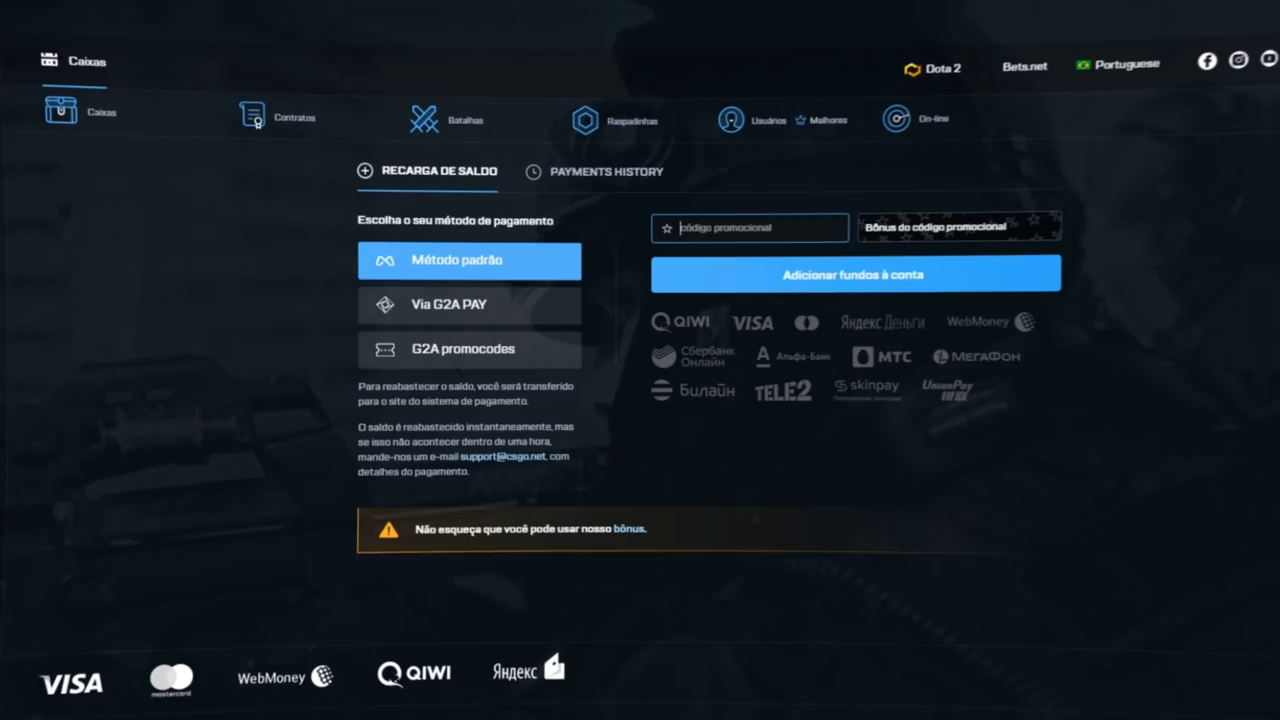 Caixas
Dota 2
Bets.net
Portuguese
Caixas
Contratos
Batalhas
Raspadinhas
Usuários
Melhores
On-line
RECARGA DE SALDO
PAYMENTS HISTORY
Escolha o seu método de pagamento
código promocional
Bônus do código promocional
Método padrão
Adicionar fundos à conta
Via G2A PAY
G2A promocodes
QIWI VISA Яндекс Деньги WebMoney
Сбербанк Онлайн Альфа-Банк МТС МЕГАФОН
Билайн TELE2 skinpay UnionPay
Para reabastecer o saldo, você será transferido
para o site do sistema de pagamento.
O saldo é reabastecido instantaneamente, mas
se isso não acontecer dentro de uma hora,
mande-nos um e-mail support@csgo.net, com
detalhes do pagamento.
Não esqueça que você pode usar nosso bônus.
VISA mastercard WebMoney QIWI Яндекс